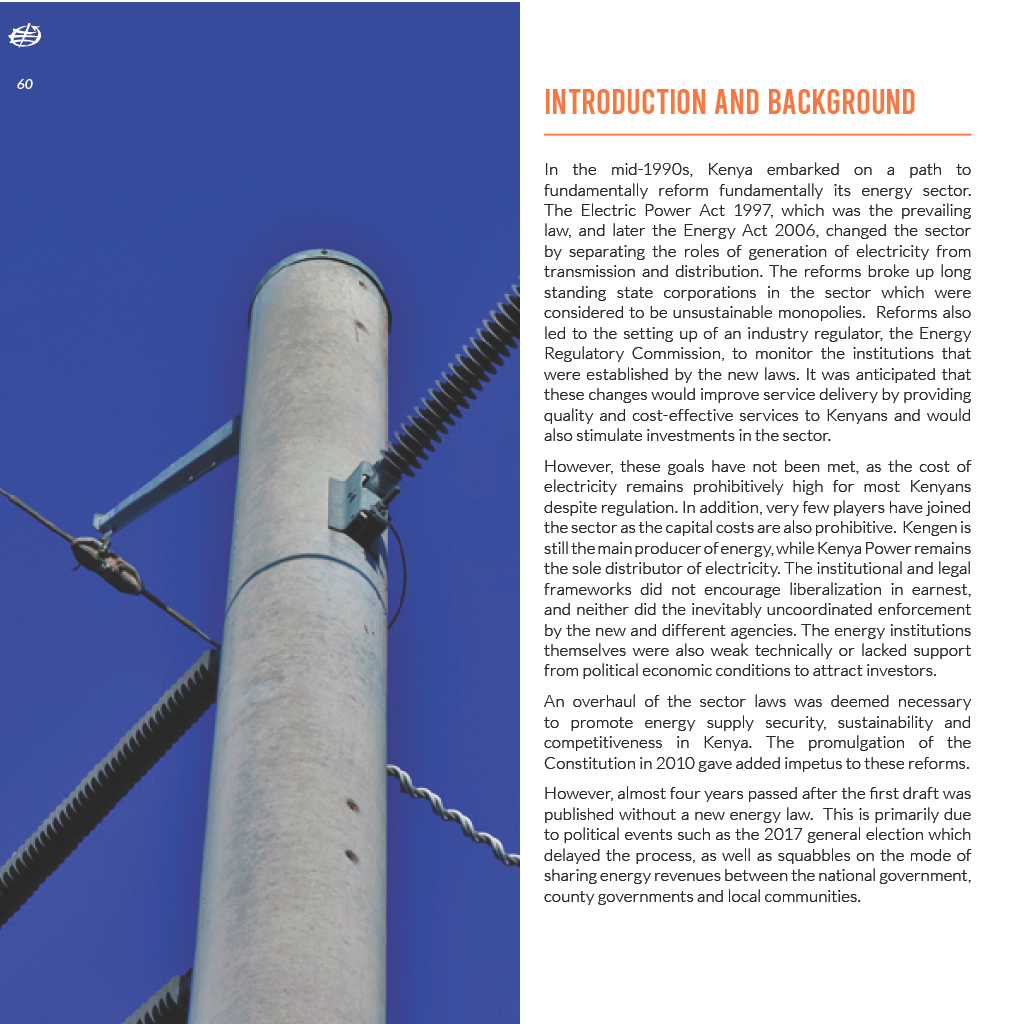 60
INTRODUCTION AND BACKGROUND
In the mid-1990s, Kenya embarked on a path to
fundamentally reform fundamentally its energy sector.
The Electric Power Act 1997, which was the prevailing
law, and later the Energy Act 2006, changed the sector
by separating the roles of generation of electricity from
transmission and distribution. The reforms broke up long
standing state corporations in the sector which were
considered to be unsustainable monopolies. Reforms also
led to the setting up of an industry regulator, the Energy
Regulatory Commission, to monitor the institutions that
were established by the new laws. It was anticipated that
these changes would improve service delivery by providing
quality and cost-effective services to Kenyans and would
also stimulate investments in the sector.
However, these goals have not been met, as the cost of
electricity remains prohibitively high for most Kenyans
despite regulation. In addition, very few players have joined
the sector as the capital costs are also prohibitive. Kengen is
still the main producer of energy, while Kenya Power remains
the sole distributor of electricity. The institutional and legal
frameworks did not encourage liberalization in earnest,
and neither did the inevitably uncoordinated enforcement
by the new and different agencies. The energy institutions
themselves were also weak technically or lacked support
from political economic conditions to attract investors.
An overhaul of the sector laws was deemed necessary
to promote energy supply security, sustainability and
competitiveness in Kenya. The promulgation of the
Constitution in 2010 gave added impetus to these reforms.
However, almost four years passed after the first draft was
published without a new energy law. This is primarily due
to political events such as the 2017 general election which
delayed the process, as well as squabbles on the mode of
sharing energy revenues between the national government,
county governments and local communities.